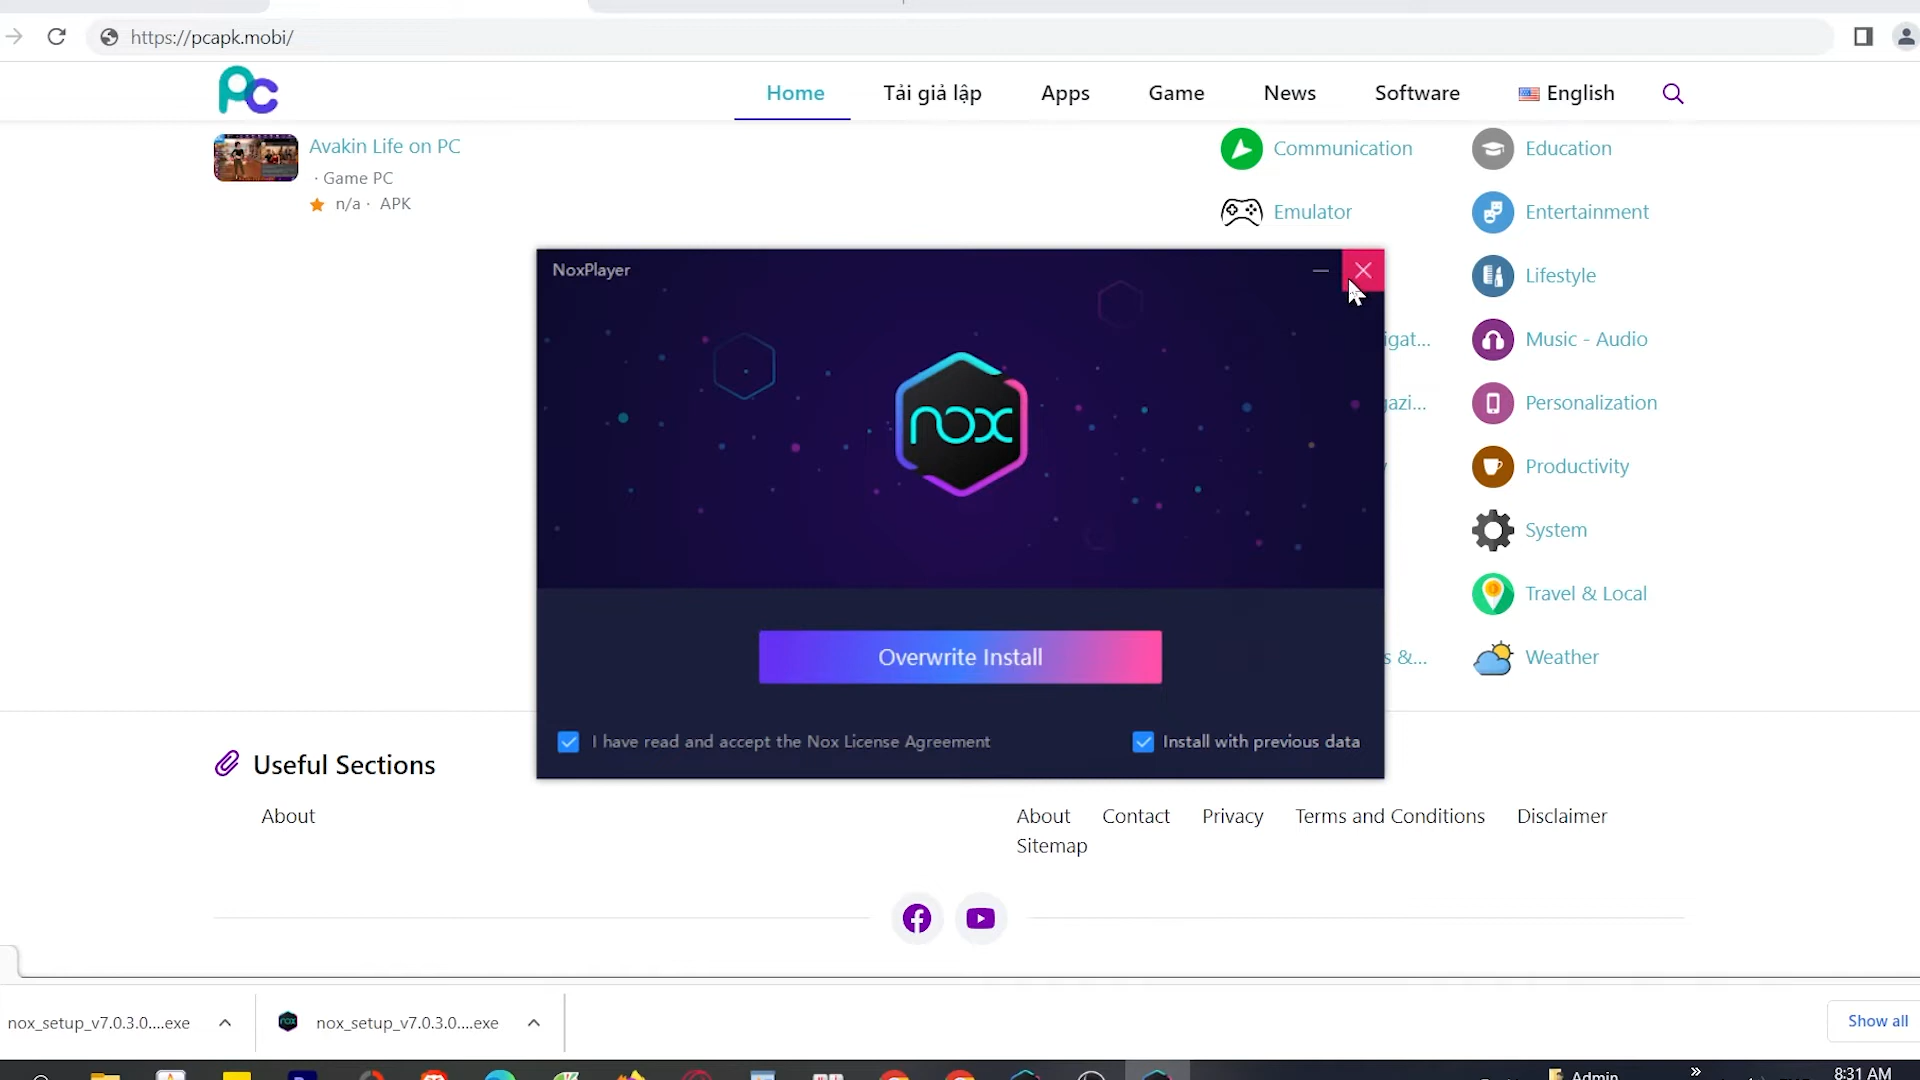 https://pcapk.mobi/
PC
Home
Tải giả lập
Apps
Game
News
Software
English
Avakin Life on PC
· Game PC
n/a · APK
Communication
Education
Emulator
Entertainment
Lifestyle
igat...
Music - Audio
azi...
Personalization
Productivity
System
Travel & Local
s &...
Weather
NoxPlayer
nox
Overwrite Install
I have read and accept the Nox License Agreement
Install with previous data
Useful Sections
About
About
Contact
Privacy
Terms and Conditions
Disclaimer
Sitemap
nox_setup_v7.0.3.0....exe
nox_setup_v7.0.3.0....exe
Show all
Admin
8:31 AM